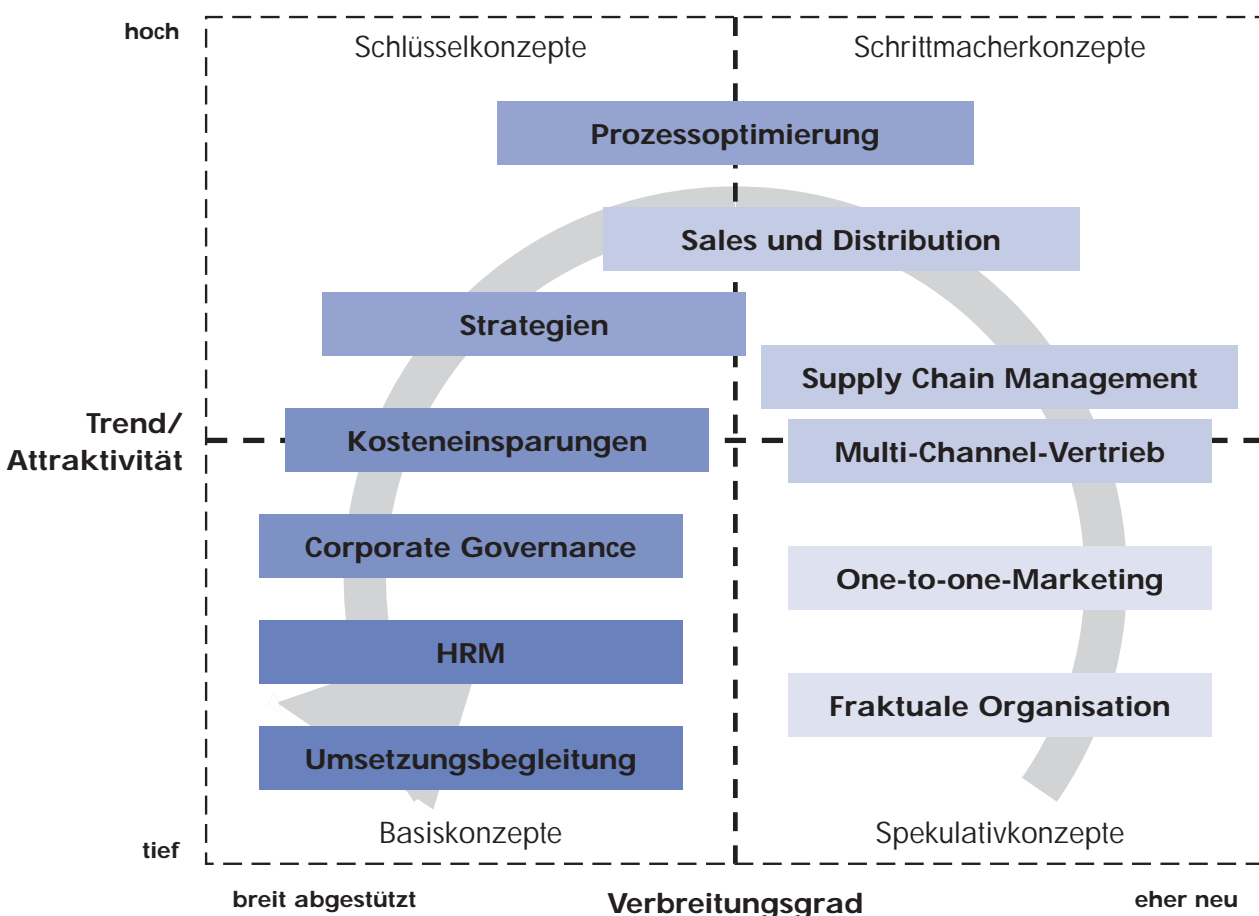 hoch
Schlüsselkonzepte
Schrittmacherkonzepte
Prozessoptimierung
Sales und Distribution
Strategien
Supply Chain Management
Trend/
Attraktivität
Kosteneinsparungen
Multi-Channel-Vertrieb
Corporate Governance
One-to-one-Marketing
HRM
Fraktuale Organisation
Umsetzungsbegleitung
Basiskonzepte
Spekulativkonzepte
tief
breit abgestützt
Verbreitungsgrad
eher neu